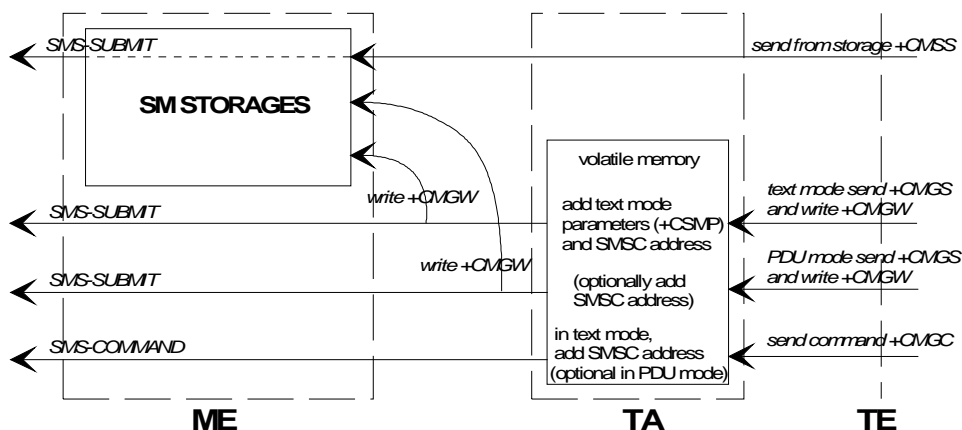 SMS-SUBMIT
send from storage +CMSS
SM STORAGES
volatile memory
write +CMGW
text mode send +CMGS
and write +CMGW
SMS-SUBMIT
add text mode
parameters (+CSMP)
and SMSC address
write +CMGW
PDU mode send +CMGS
and write +CMGW
SMS-SUBMIT
(optionally add
SMSC address)
SMS-COMMAND
in text mode,
add SMSC address
(optional in PDU mode)
send command +CMGC
ME
TA
TE